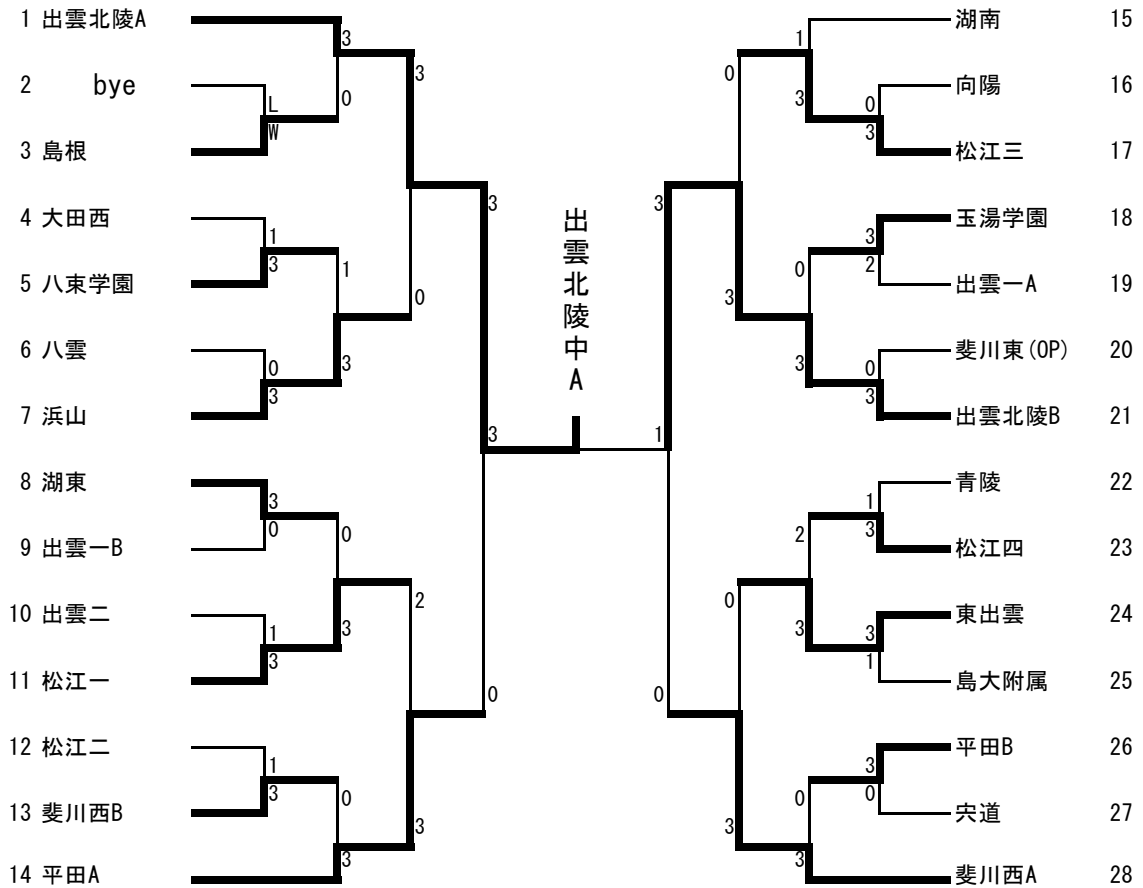 1 出雲北陵A
2 bye
3 島根
4 大田西
5 八束学園
6 八雲
7 浜山
8 湖東
9 出雲一B
10 出雲二
11 松江一
12 松江二
13 斐川西B
14 平田A
3
0
L
W
3
1
3
1
0
0
3
3
3
3
0
0
2
1
3
3
0
1
3
0
3
3
3
出雲北陵中A
1
1
0
3
0
3
3
3
2
0
3
3
0
3
1
2
3
0
3
3
1
0
3
0
0
3
3
湖南 15
向陽 16
松江三 17
玉湯学園 18
出雲一A 19
斐川東(OP) 20
出雲北陵B 21
青陵 22
松江四 23
東出雲 24
島大附属 25
平田B 26
宍道 27
斐川西A 28